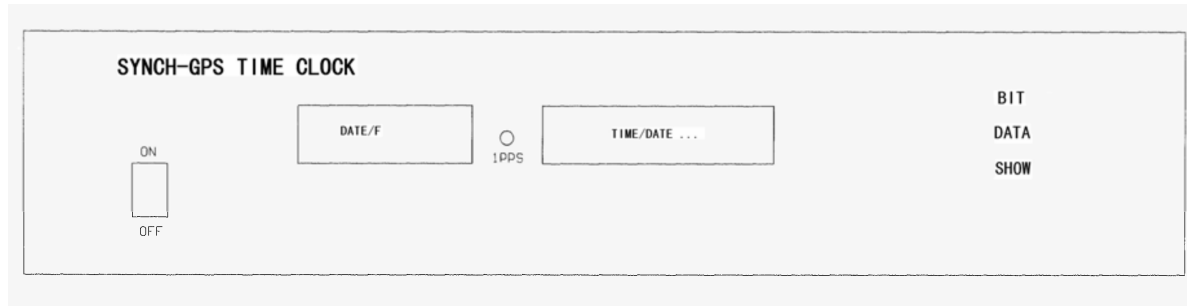 SYNCH-GPS TIME CLOCK
DATE/F
1PPS
TIME/DATE ...
ON
OFF
BIT
DATA
SHOW